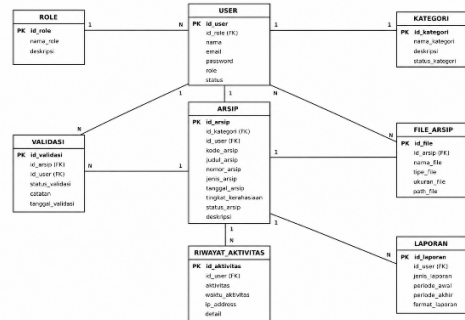 ROLE
PK id_role
nama_role
deskripsi
1
N
USER
PK id_user
id_role (FK)
nama
email
password
role
status
1
1
KATEGORI
PK id_kategori
nama_kategori
deskripsi
status_kategori
1
1
N
N
N
VALIDASI
PK id_validasi
id_arsip (FK)
id_user (FK)
status_validasi
catatan
tanggal_validasi
N
1
ARSIP
PK id_arsip
id_kategori (FK)
id_user (FK)
kode_arsip
judul_arsip
nomor_arsip
jenis_arsip
tanggal_arsip
tingkat_kerahasiaan
status_arsip
deskripsi
1
FILE_ARSIP
PK id_file
id_arsip (FK)
nama_file
tipe_file
ukuran_file
path_file
1
N
1
N
RIWAYAT_AKTIVITAS
PK id_aktivitas
id_user (FK)
aktivitas
waktu_aktivitas
ip_address
detail
LAPORAN
PK id_laporan
id_user (FK)
jenis_laporan
periode_awal
periode_akhir
format_laporan